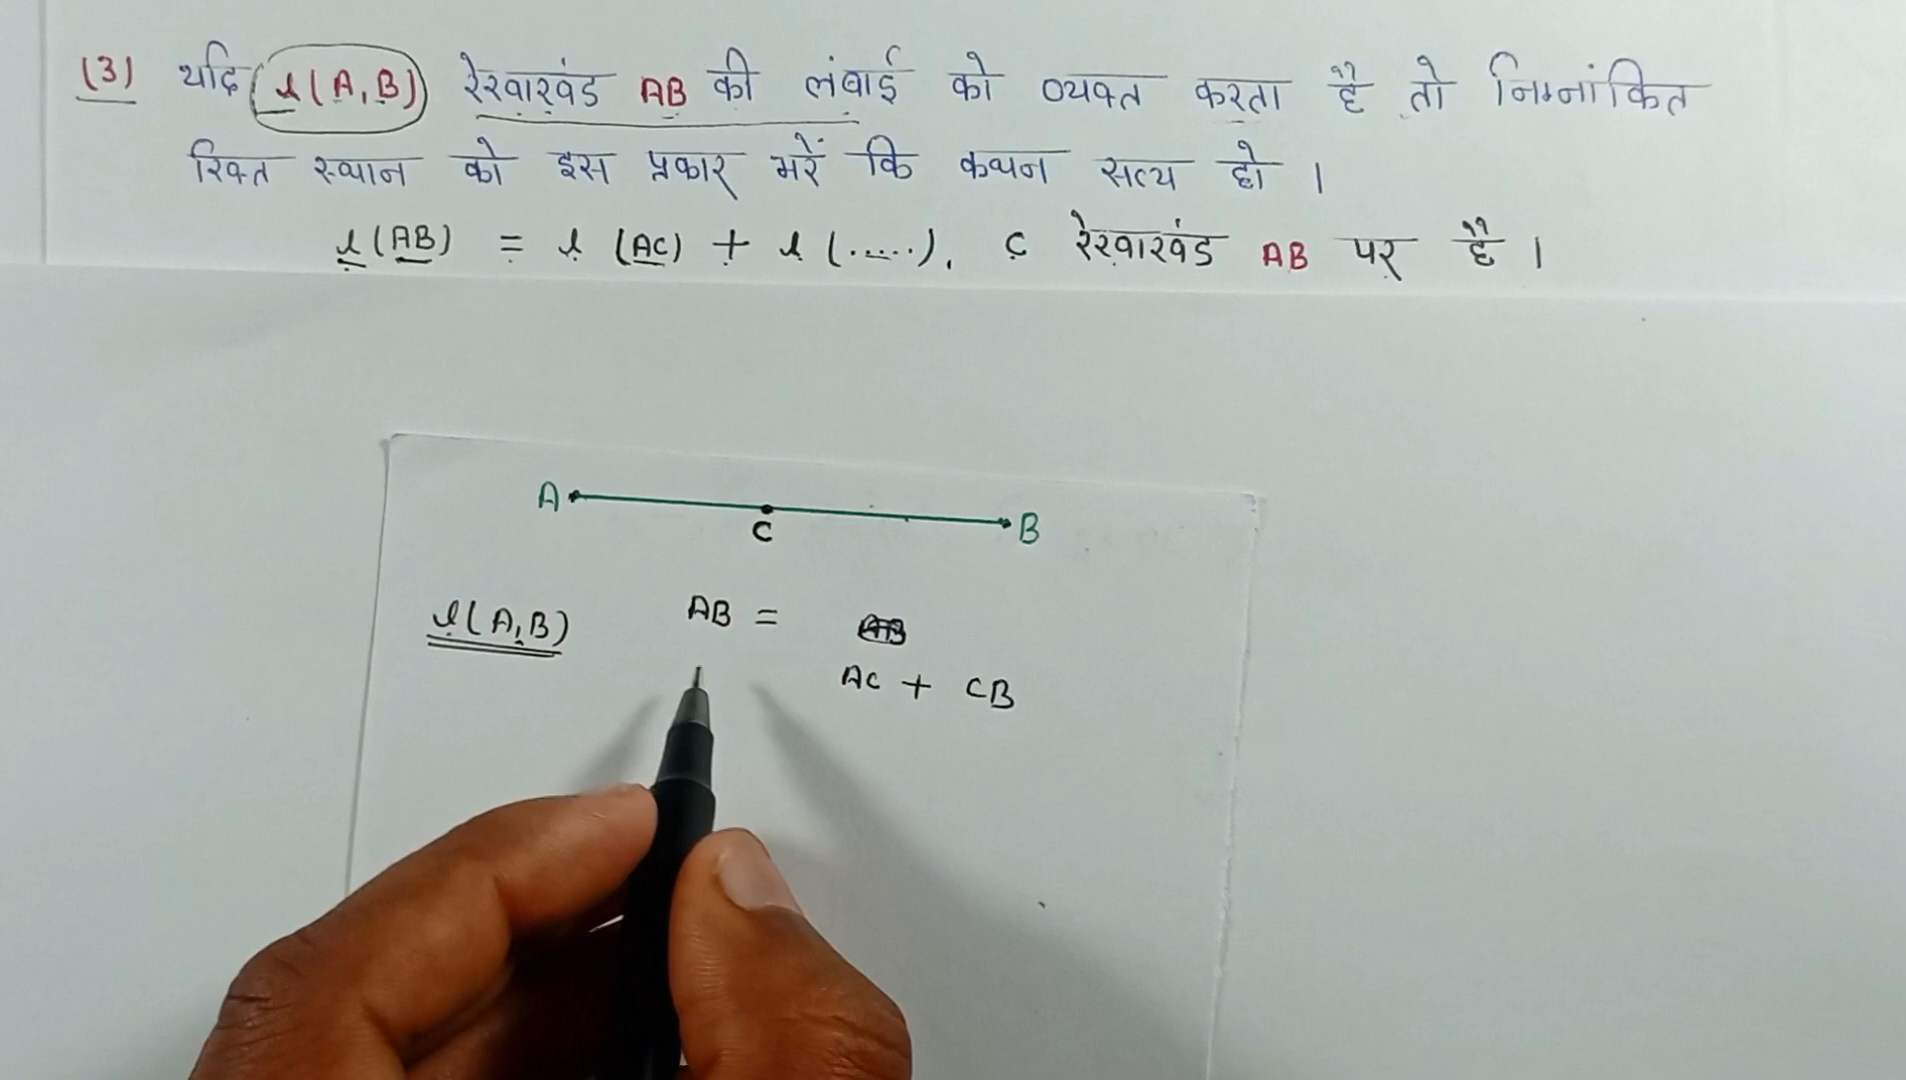 (3) यदि l(A,B) रेखाखंड AB की लंबाई को व्यक्त करता है तो निम्नांकित
रिक्त स्थान को इस प्रकार भरें कि कथन सत्य हो ।
l(AB) = l (AC) + l (.....). C रेखाखंड AB पर है ।
A B
C
l(A,B) AB =
AC + CB